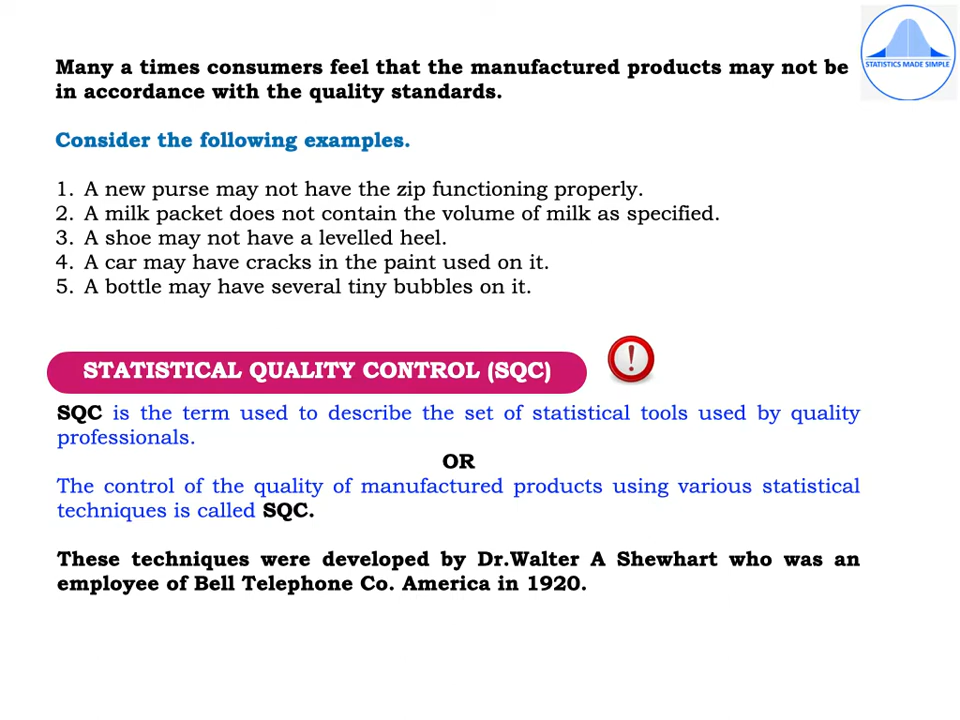 Many a times consumers feel that the manufactured products may not be
in accordance with the quality standards.
STATISTICS MADE SIMPLE
Consider the following examples.
1. A new purse may not have the zip functioning properly.
2. A milk packet does not contain the volume of milk as specified.
3. A shoe may not have a levelled heel.
4. A car may have cracks in the paint used on it.
5. A bottle may have several tiny bubbles on it.
STATISTICAL QUALITY CONTROL (SQC)
!
SQC is the term used to describe the set of statistical tools used by quality
professionals.
OR
The control of the quality of manufactured products using various statistical
techniques is called SQC.
These techniques were developed by Dr.Walter A Shewhart who was an
employee of Bell Telephone Co. America in 1920.